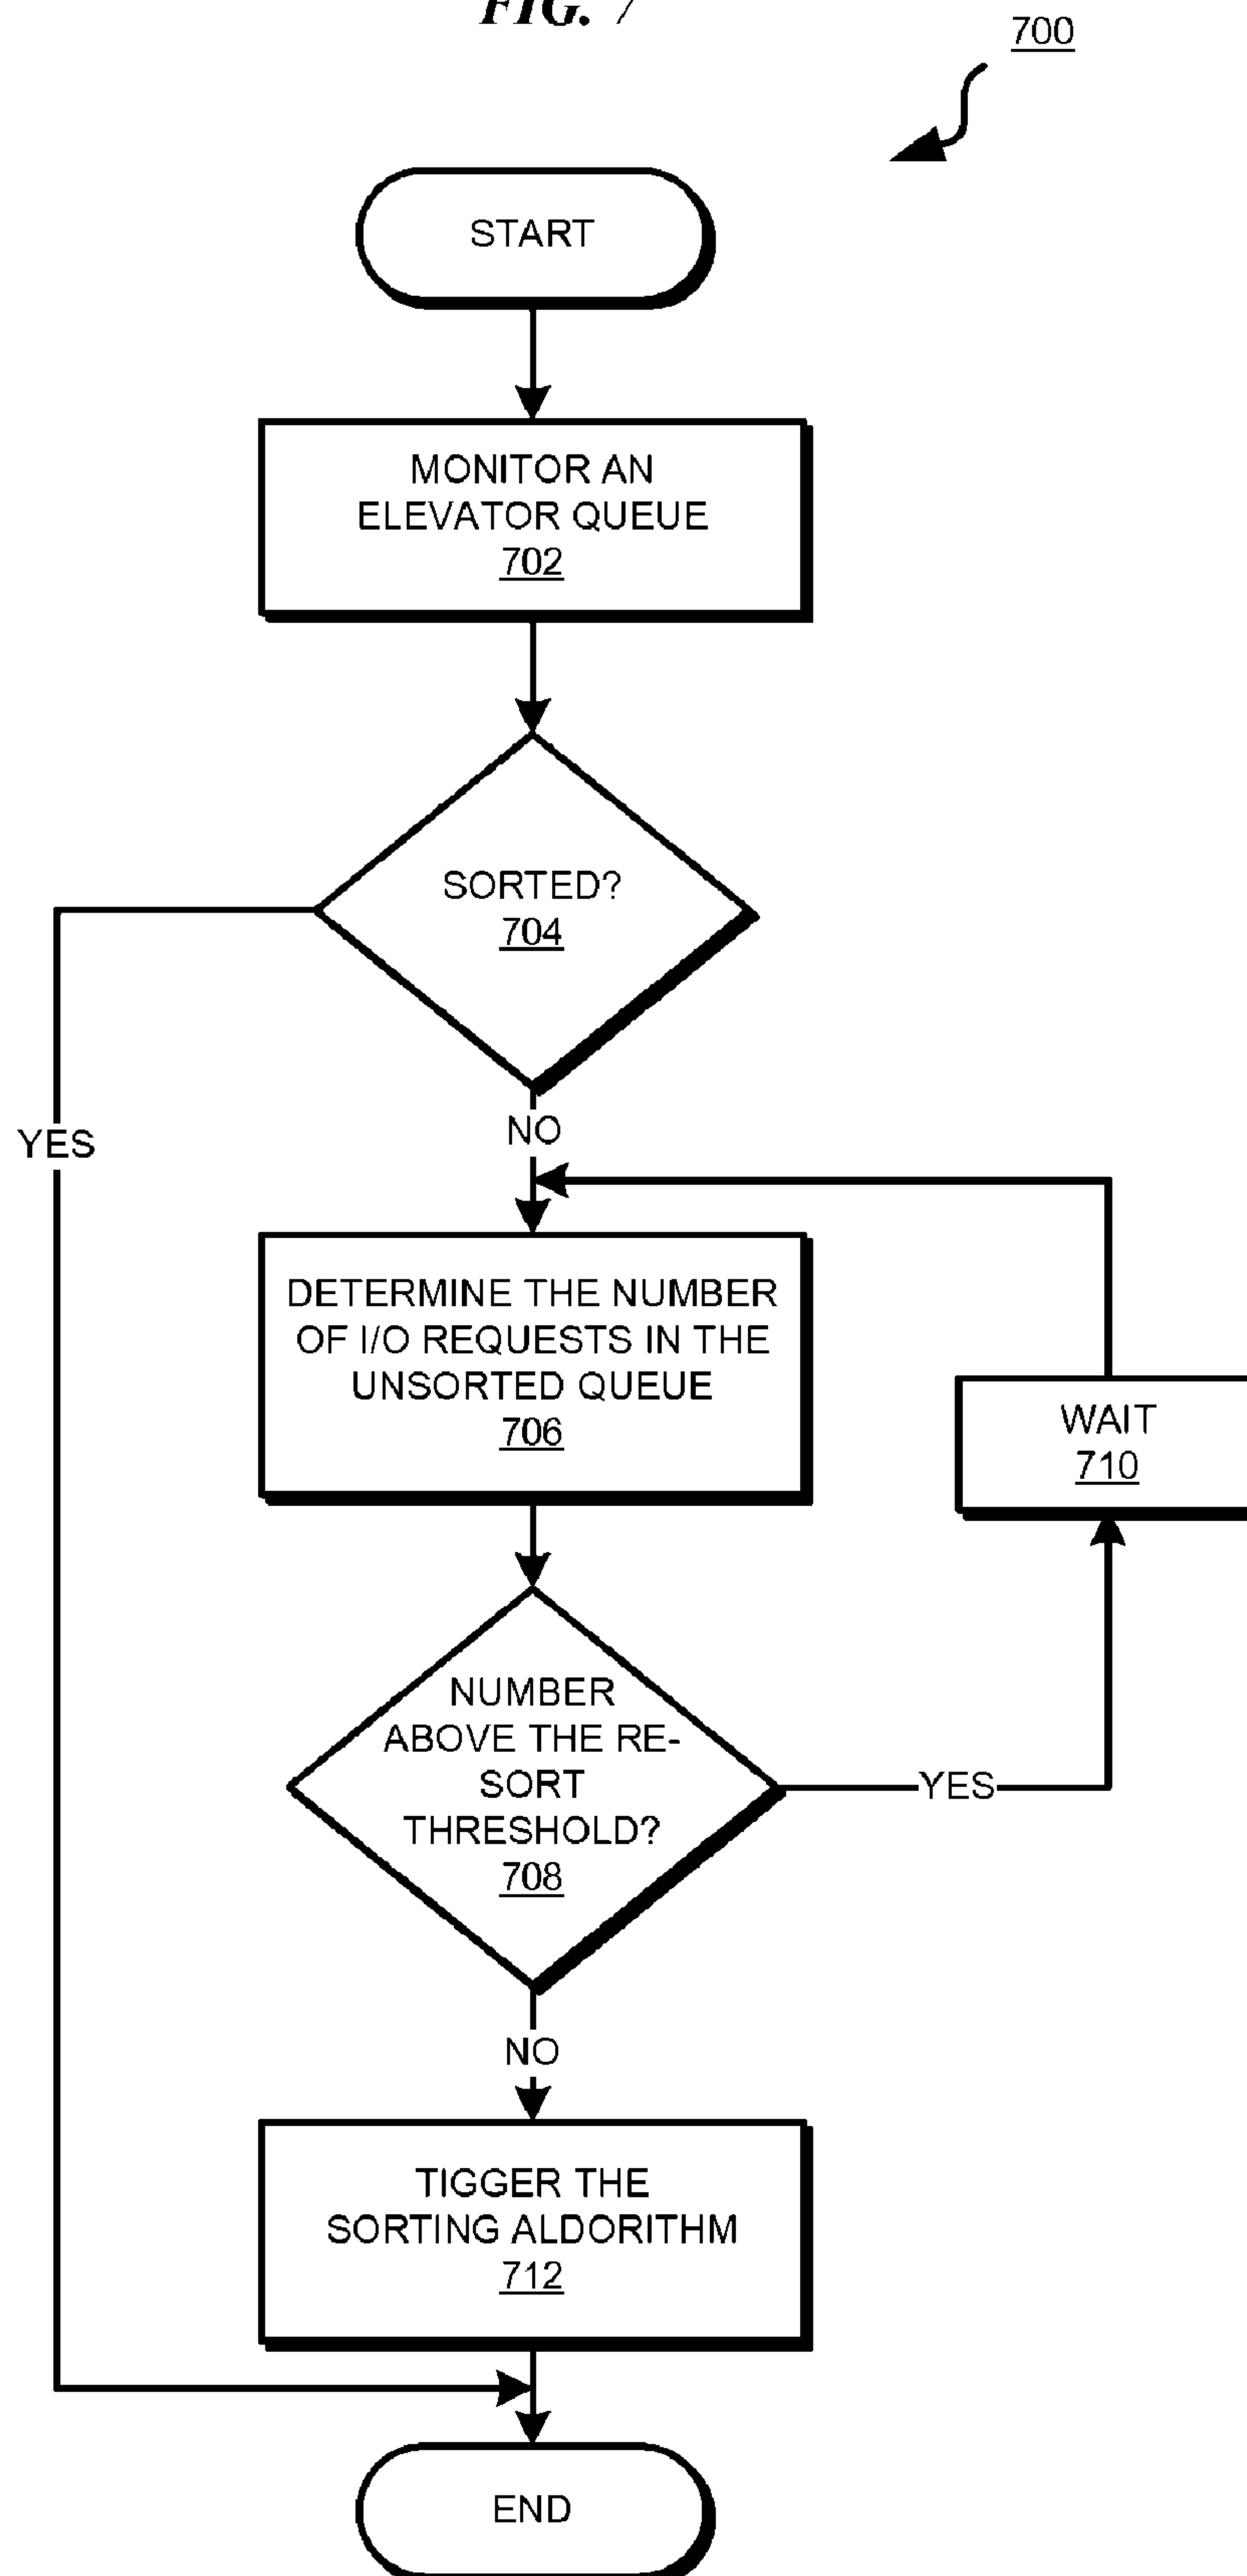 FIG. 7
700
START
MONITOR AN
ELEVATOR QUEUE
702
SORTED?
704
YES
NO
DETERMINE THE NUMBER
OF I/O REQUESTS IN THE
UNSORTED QUEUE
706
WAIT
710
NUMBER
ABOVE THE RE-
SORT
THRESHOLD?
708
YES
NO
TIGGER THE
SORTING ALDORITHM
712
END